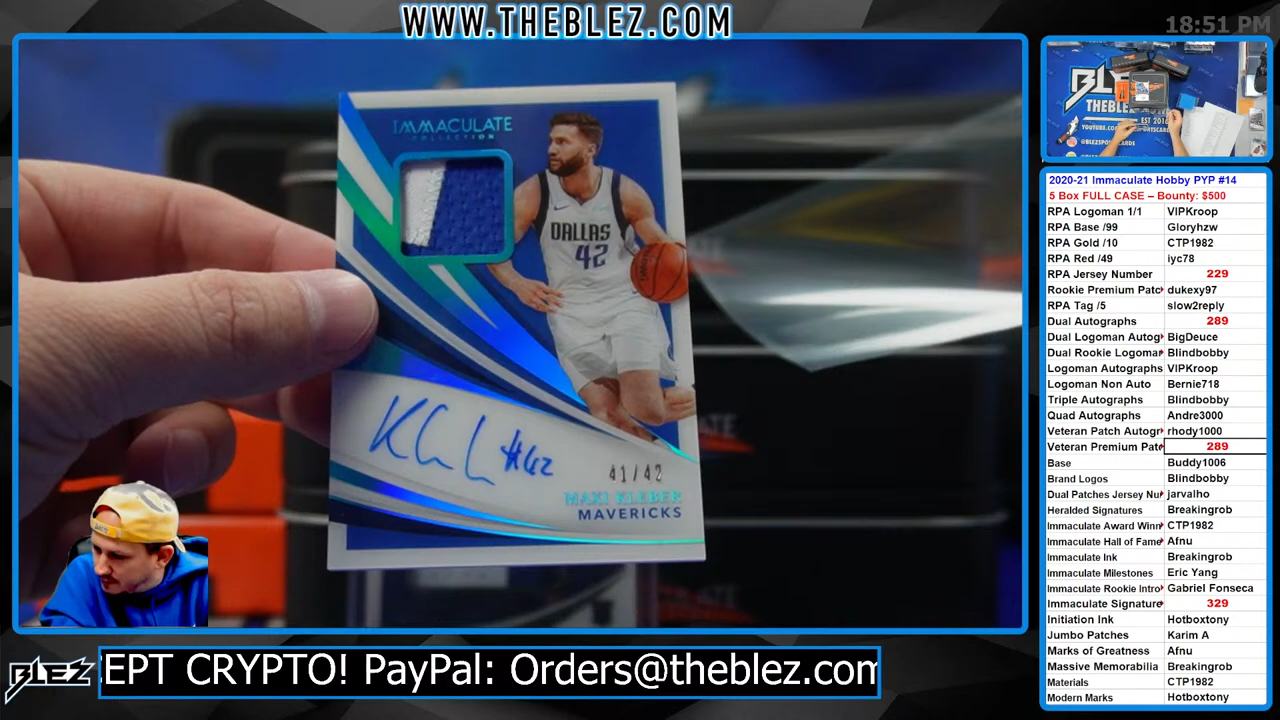 WWW.THEBLEZ.COM
18:51 PM
IMMACULATE
COLLECTION
DALLAS
42
#42
41/42
MAXI KLEBER
MAVERICKS
BLEZ
EPT CRYPTO! PayPal: Orders@theblez.com
THEBLEZ
EST 2016
2020-21 Immaculate Hobby PYP #14
5 Box FULL CASE – Bounty: $500
RPA Logoman 1/1 VIPKroop
RPA Base /99 Gloryhzw
RPA Gold /10 CTP1982
RPA Red /49 iyc78
RPA Jersey Number 229
Rookie Premium Patc dukexy97
RPA Tag /5 slow2reply
Dual Autographs 289
Dual Logoman Autog BigDeuce
Dual Rookie Logomar Blindbobby
Logoman Autographs VIPKroop
Logoman Non Auto Bernie718
Triple Autographs Blindbobby
Quad Autographs Andre3000
Veteran Patch Autogr rhody1000
Veteran Premium Pat 289
Base Buddy1006
Brand Logos Blindbobby
Dual Patches Jersey Nu jarvalho
Heralded Signatures Breakingrob
Immaculate Award Winn CTP1982
Immaculate Hall of Fame Afnu
Immaculate Ink Breakingrob
Immaculate Milestones Eric Yang
Immaculate Rookie Intro Gabriel Fonseca
Immaculate Signature 329
Initiation Ink Hotboxtony
Jumbo Patches Karim A
Marks of Greatness Afnu
Massive Memorabilia Breakingrob
Materials CTP1982
Modern Marks Hotboxtony